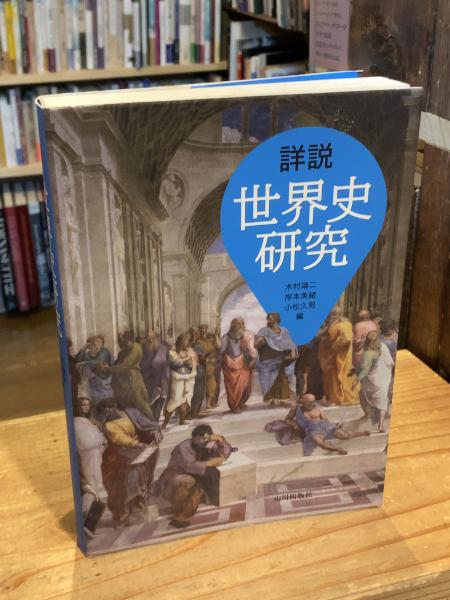 詳説
世界史
研究
木村靖二
岸本美緒
小松久男
編
山川出版社